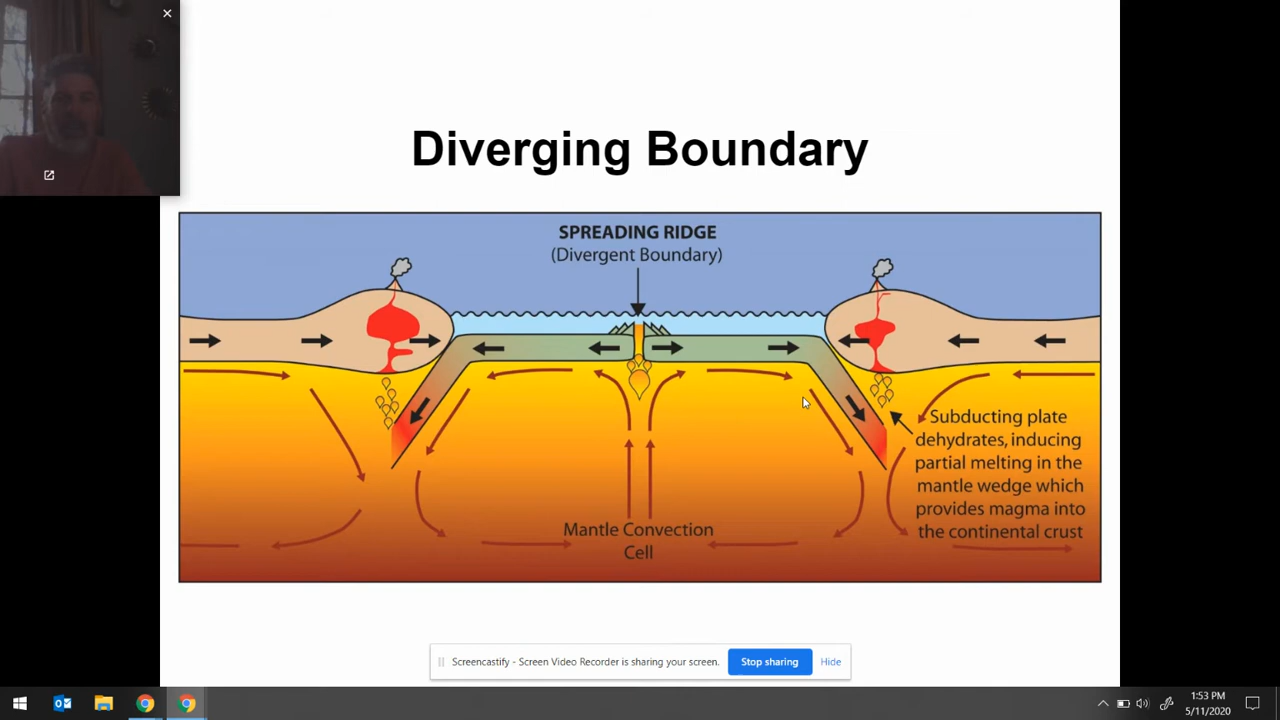 Diverging Boundary
SPREADING RIDGE
(Divergent Boundary)
Subducting plate
dehydrates, inducing
partial melting in the
mantle wedge which
provides magma into
the continental crust
Mantle Convection
Cell
Screencastify - Screen Video Recorder is sharing your screen.
Stop sharing
Hide
1:53 PM
5/11/2020